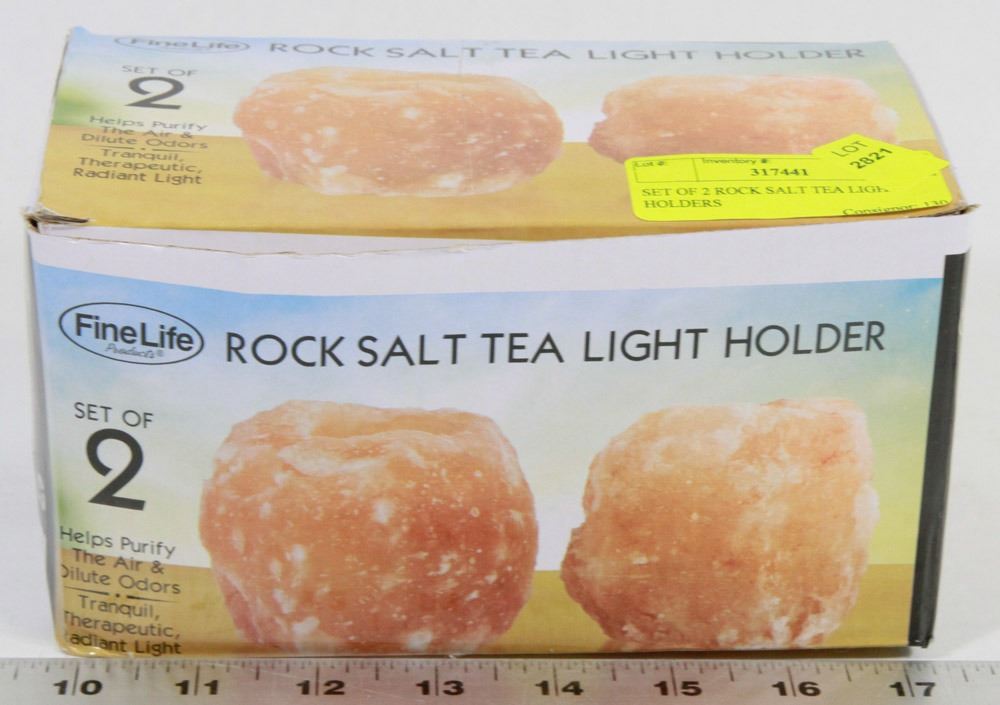 FineLife ROCK SALT TEA LIGHT HOLDER
SET OF
2
Helps Purify
The Air &
Dilute Odors
Tranquil,
Therapeutic,
Radiant Light
Lot #: Inventory #:
317441
LOT
2821
SET OF 2 ROCK SALT TEA LIGH
HOLDERS
Consignor: 130
FineLife
Products®
ROCK SALT TEA LIGHT HOLDER
SET OF
2
Helps Purify
The Air &
Dilute Odors
Tranquil,
Therapeutic,
Radiant Light
10 11 12 13 14 15 16 17